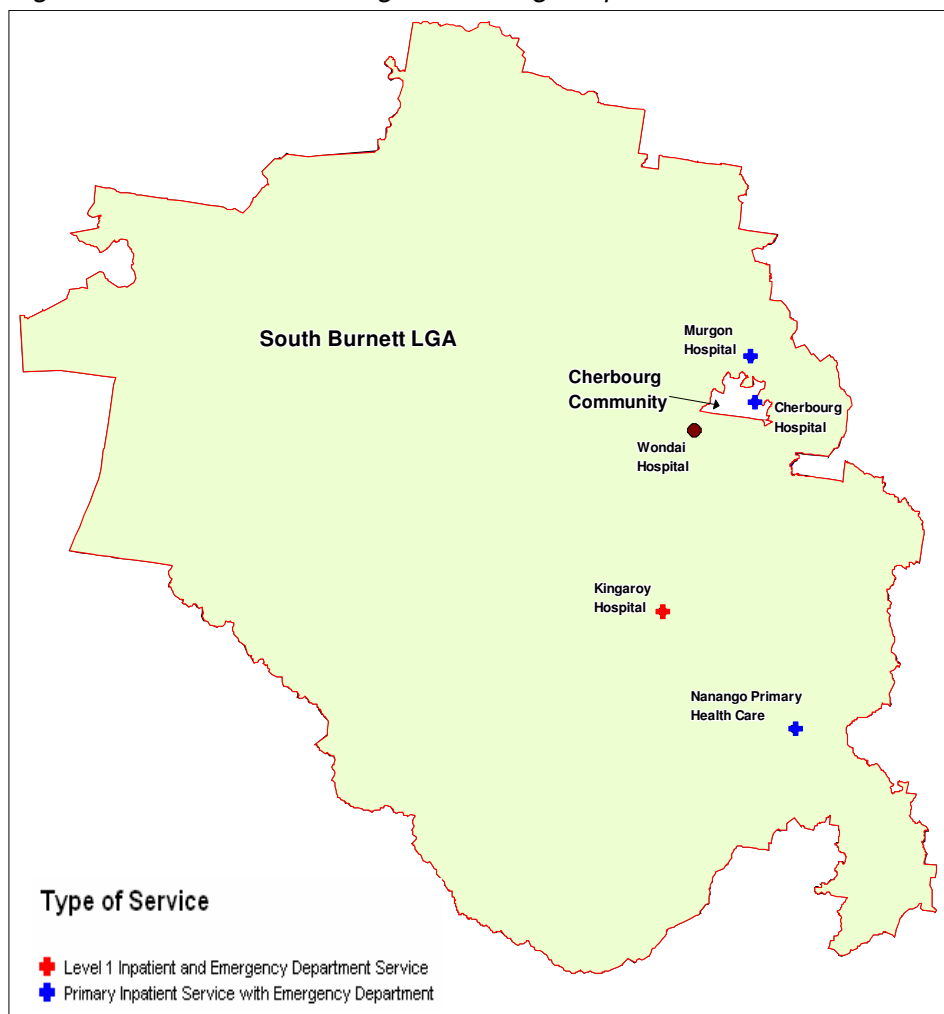 South Burnett LGA
Murgon
Hospital
Cherbourg
Community
Cherbourg
Hospital
Wondai
Hospital
Kingaroy
Hospital
Nanango Primary
Health Care
Type of Service
Level 1 Inpatient and Emergency Department Service
Primary Inpatient Service with Emergency Department